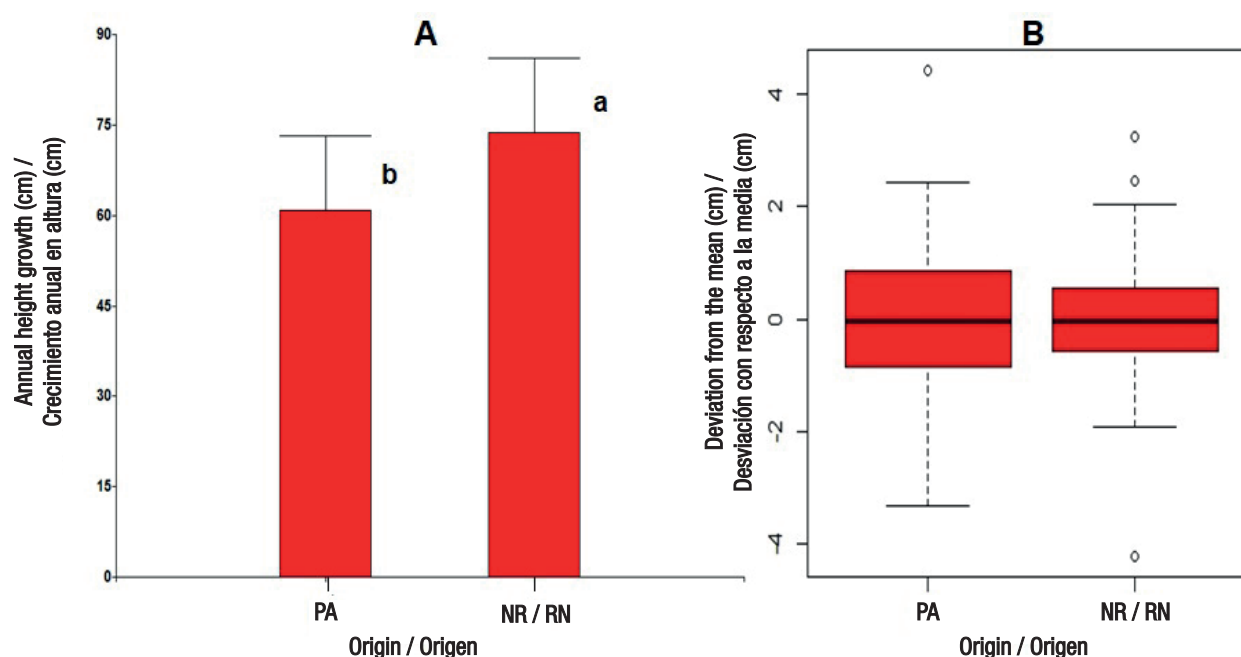 A
Annual height growth (cm) /
Crecimiento anual en altura (cm)
90
75
60
45
30
15
0
b
a
PA
NR / RN
Origin / Origen
B
Deviation from the mean (cm) /
Desviación con respecto a la media (cm)
4
2
0
-2
-4
PA
NR / RN
Origin / Origen